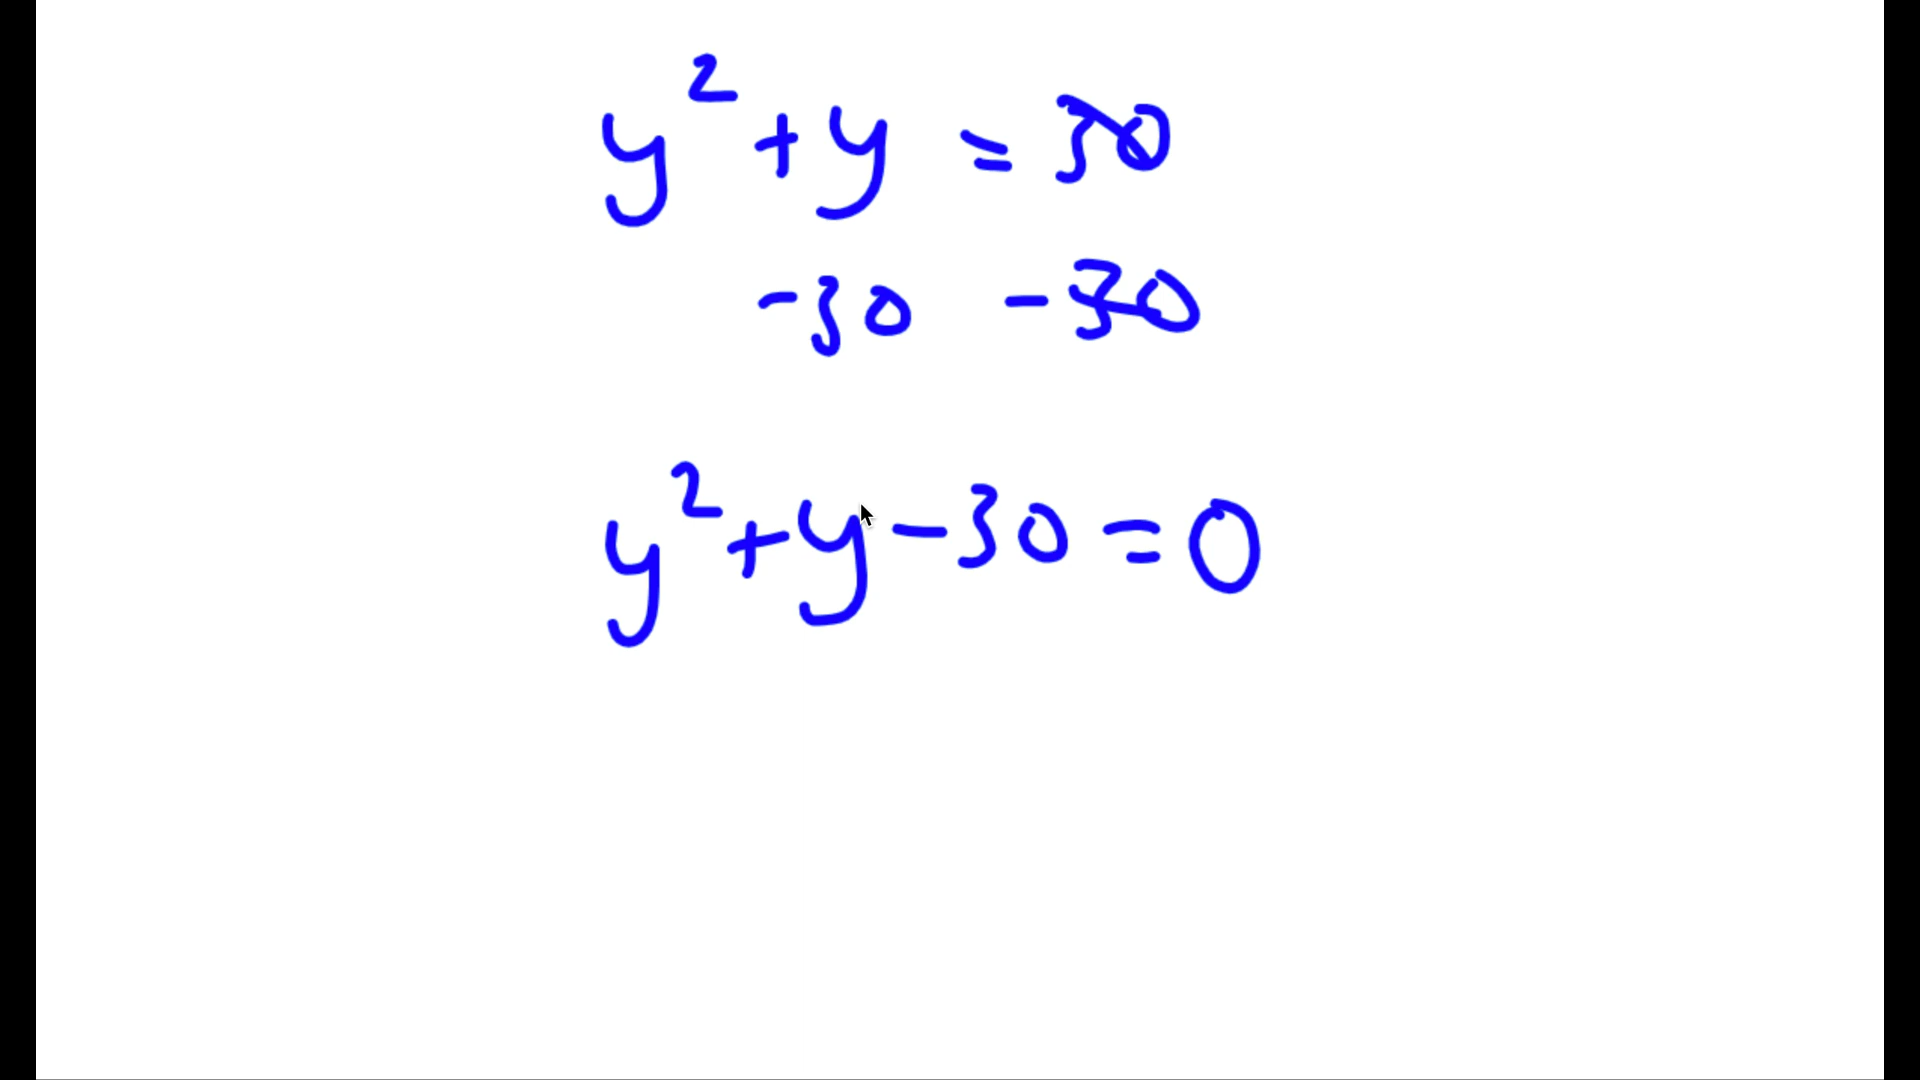 y² + y = 30
-30 -30
y² + y - 30 = 0